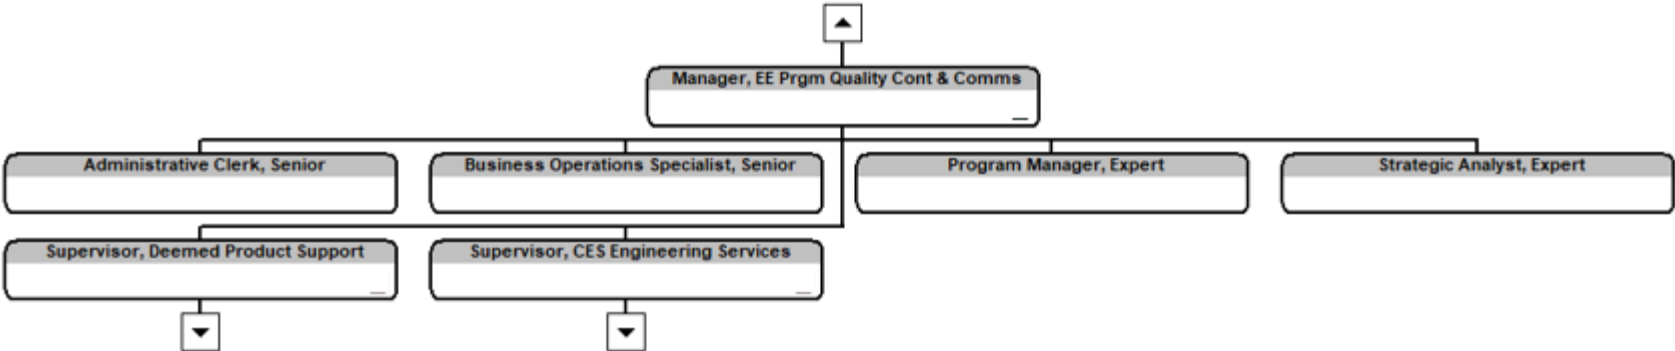 Manager, EE Prgm Quality Cont & Comms
Administrative Clerk, Senior
Business Operations Specialist, Senior
Program Manager, Expert
Strategic Analyst, Expert
Supervisor, Deemed Product Support
Supervisor, CES Engineering Services